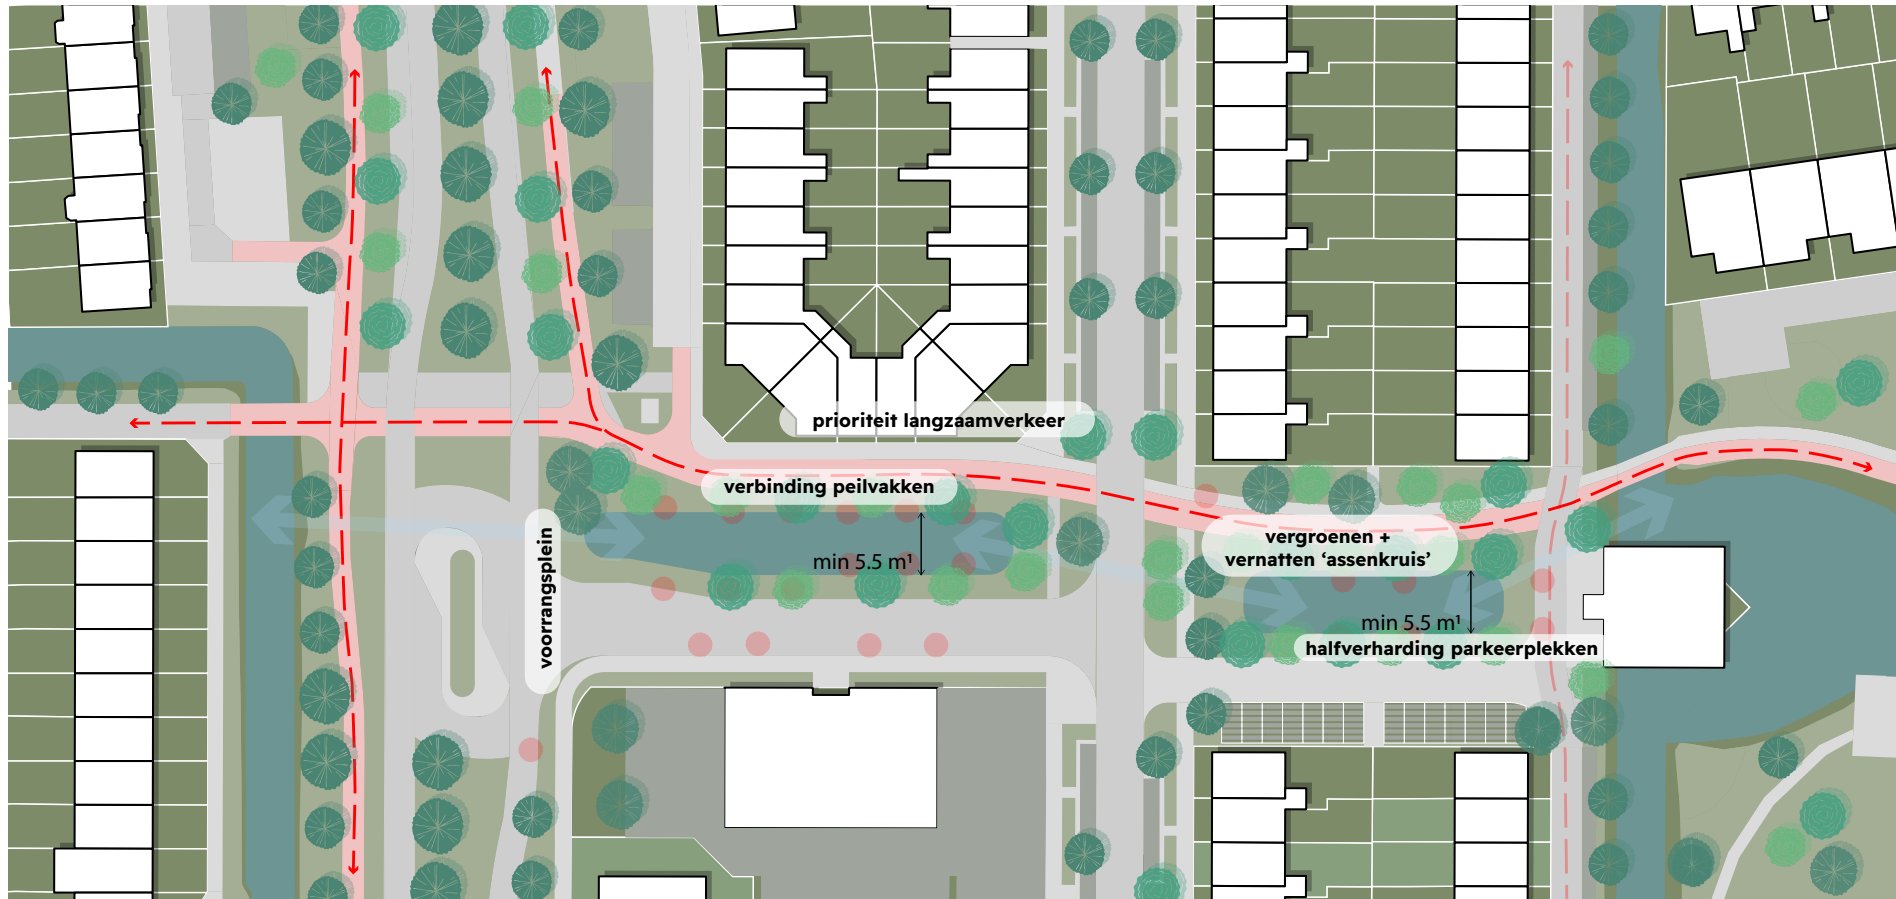 prioriteit langzaamverkeer
verbinding peilvakken
voorrangsplein
min 5.5 m¹
vergroenen +
vernatten ‘assenkruis’
min 5.5 m¹
halfverharding parkeerplekken